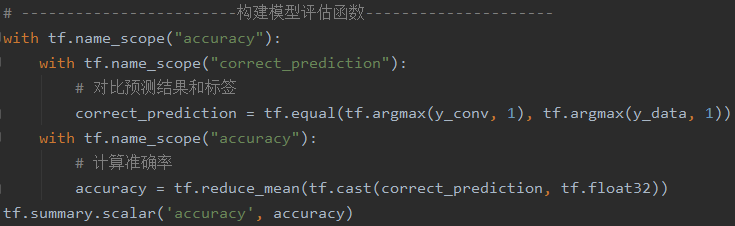 # ------------------------构建模型评估函数---------------------
with tf.name_scope("accuracy"):
    with tf.name_scope("correct_prediction"):
        # 对比预测结果和标签
        correct_prediction = tf.equal(tf.argmax(y_conv, 1), tf.argmax(y_data, 1))
    with tf.name_scope("accuracy"):
        # 计算准确率
        accuracy = tf.reduce_mean(tf.cast(correct_prediction, tf.float32))
tf.summary.scalar('accuracy', accuracy)